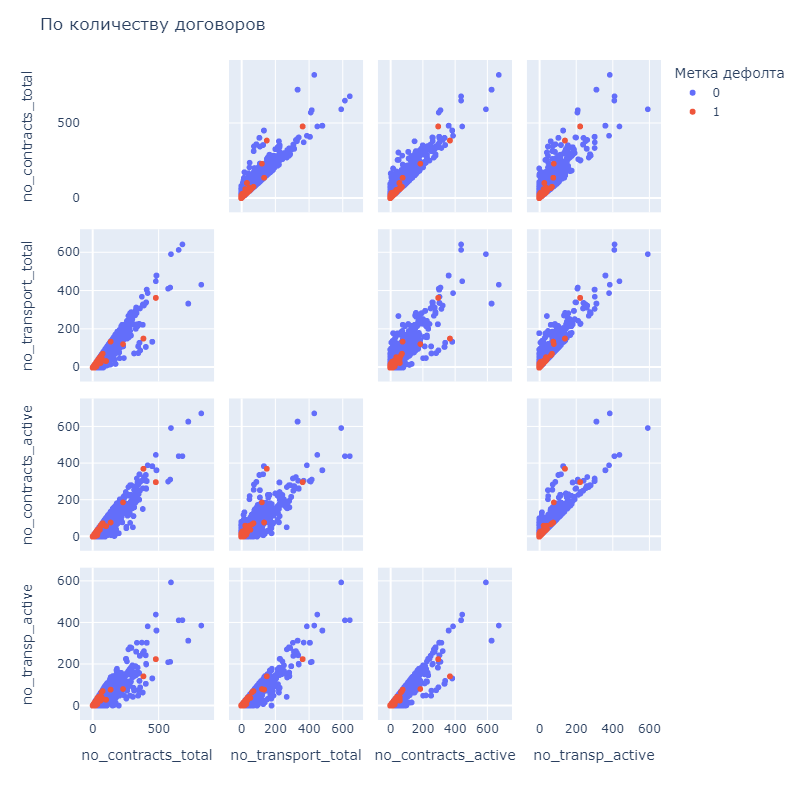 По количеству договоров
Метка дефолта
0
1
no_contracts_total
500
0
no_transport_total
600
400
200
0
no_contracts_active
600
400
200
0
no_transp_active
600
400
200
0
0 500 0 200 400 600 0 200 400 600 0 200 400 600
no_contracts_total no_transport_total no_contracts_active no_transp_active